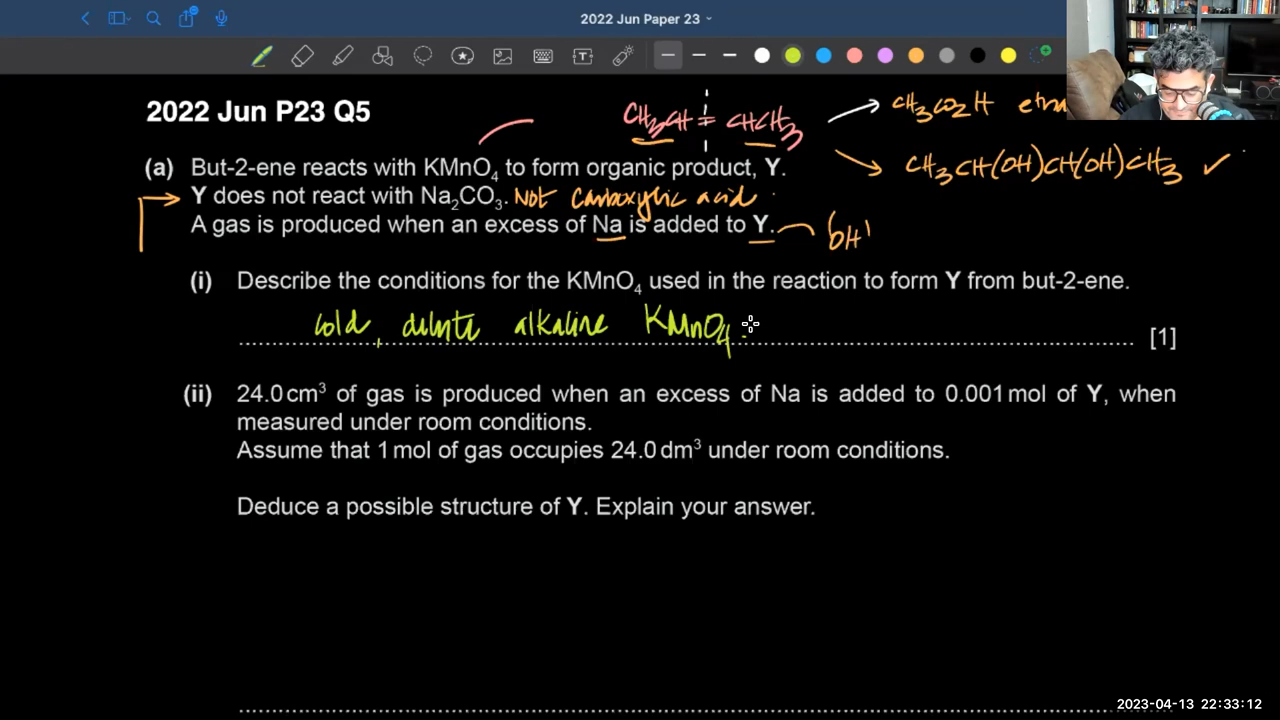 2022 Jun Paper 23
2022 Jun P23 Q5
CH3CH = CHCH3
CH3CO2H
CH3CH(OH)CH(OH)CH3 ✓
(a) But-2-ene reacts with KMnO4 to form organic product, Y.
Y does not react with Na2CO3. Not Carboxylic acid
A gas is produced when an excess of Na is added to Y.
(i) Describe the conditions for the KMnO4 used in the reaction to form Y from but-2-ene.
cold, dilute alkaline KMnO4.
[1]
(ii) 24.0 cm3 of gas is produced when an excess of Na is added to 0.001 mol of Y, when
measured under room conditions.
Assume that 1 mol of gas occupies 24.0 dm3 under room conditions.
Deduce a possible structure of Y. Explain your answer.
2023-04-13 22:33:12